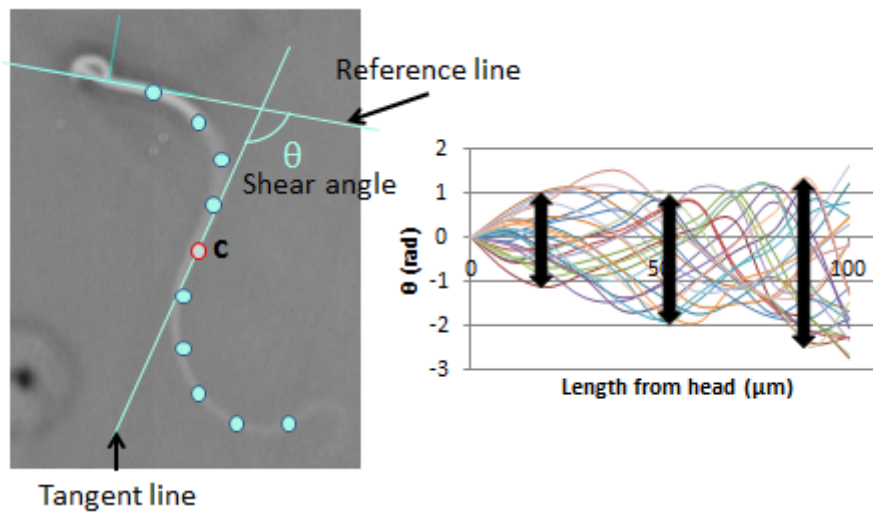 Reference line
θ
Shear angle
c
Tangent line
2
1
0
-1
-2
-3
θ (rad)
0
50
100
Length from head (μm)